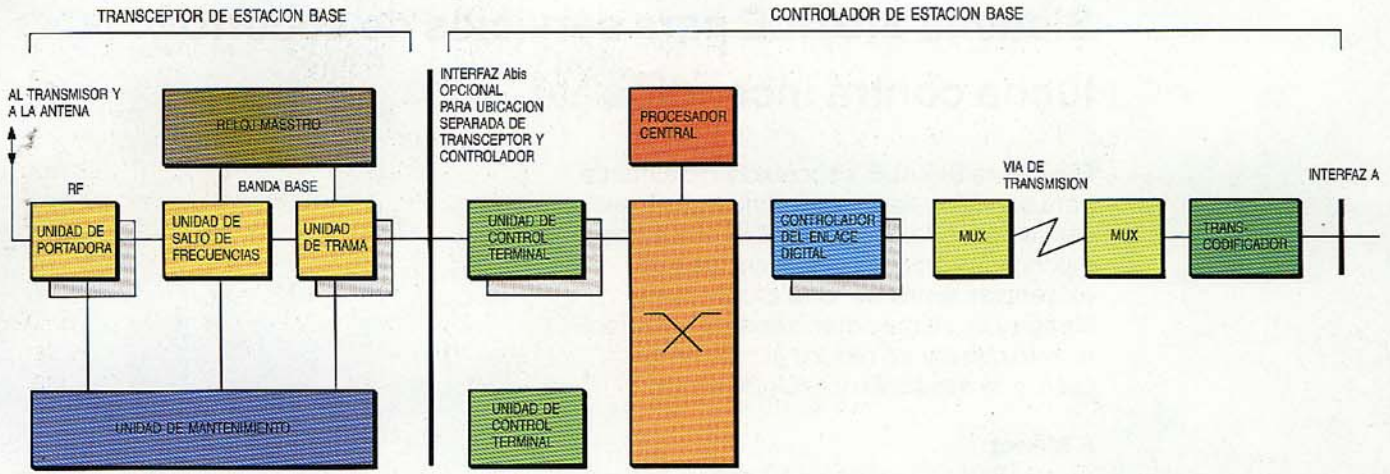 TRANSCEPTOR DE ESTACION BASE
CONTROLADOR DE ESTACION BASE
AL TRANSMISOR Y
A LA ANTENA
RELOJ MAESTRO
INTERFAZ Abis
OPCIONAL
PARA UBICACION
SEPARADA DE
TRANSCEPTOR Y
CONTROLADOR
PROCESADOR
CENTRAL
RF
BANDA BASE
VIA DE
TRANSMISION
INTERFAZ A
UNIDAD DE
PORTADORA
UNIDAD DE
SALTO DE
FRECUENCIAS
UNIDAD
DE TRAMA
UNIDAD DE
CONTROL
TERMINAL
CONTROLADOR
DEL ENLACE
DIGITAL
MUX
MUX
TRANS-
CODIFICADOR
UNIDAD DE MANTENIMIENTO
UNIDAD DE
CONTROL
TERMINAL